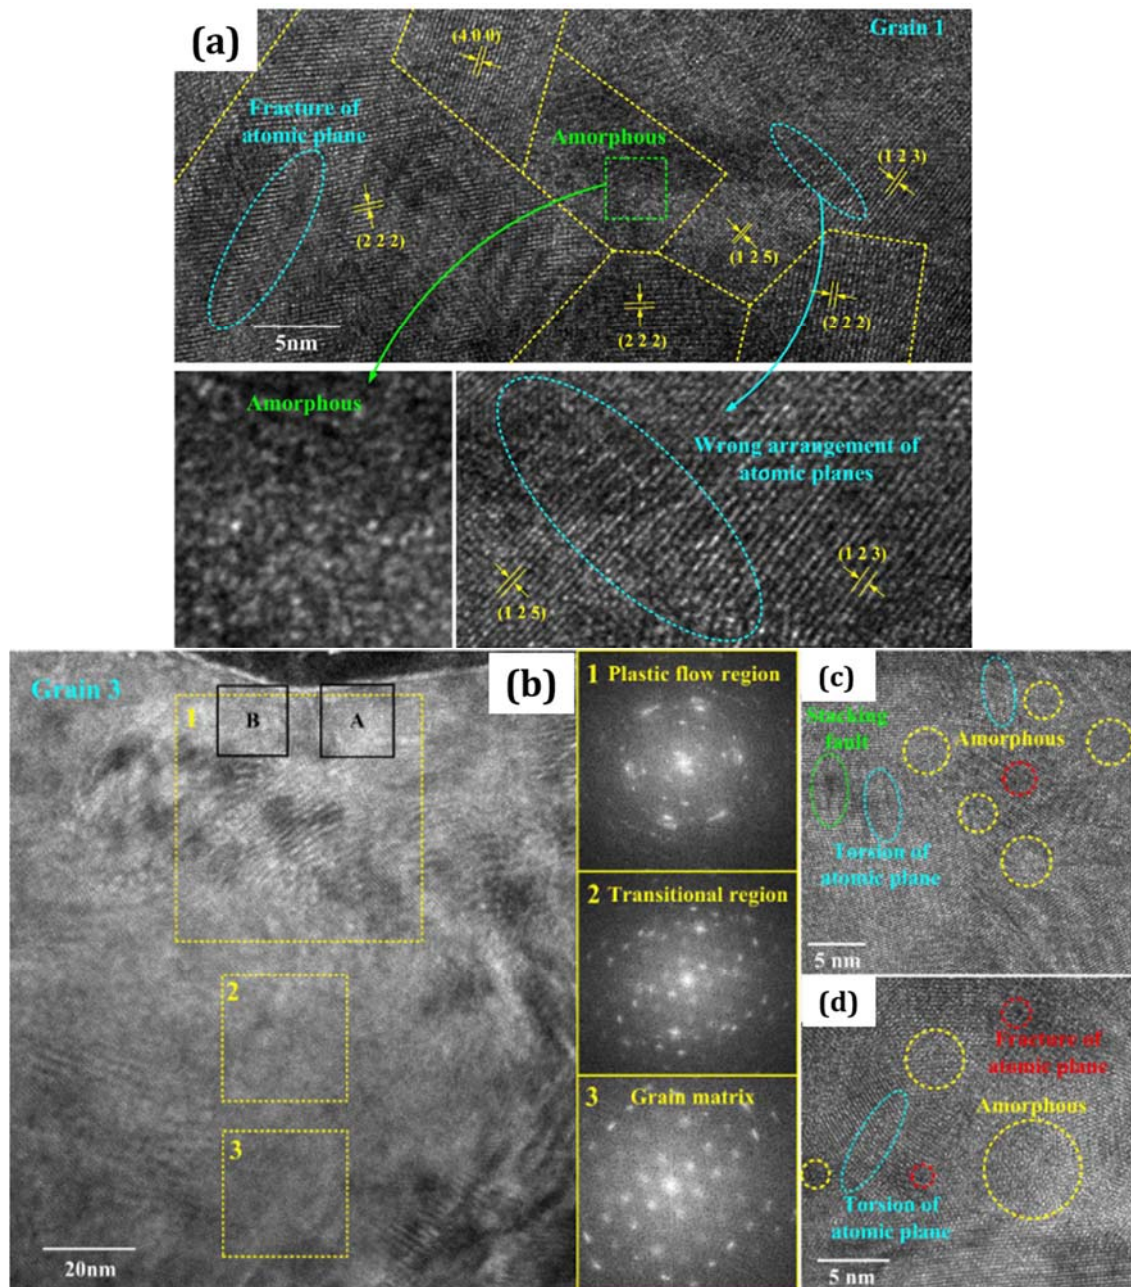 (a)
Grain 1
(4 0 0)
Fracture of
atomic plane
Amorphous
(1 2 3)
(2 2 2)
(1 2 5)
(2 2 2)
(2 2 2)
5nm
Amorphous
Wrong arrangement of
atomic planes
(1 2 3)
(1 2 5)
Grain 3
(b)
1
B
A
2
3
20nm
1 Plastic flow region
2 Transitional region
3 Grain matrix
(c)
Stacking
fault
Amorphous
Torsion of
atomic plane
5 nm
(d)
Fracture of
atomic plane
Amorphous
Torsion of
atomic plane
5 nm